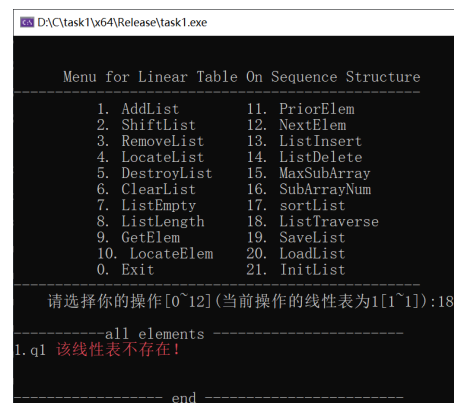 D:\C\task1\x64\Release\task1.exe
Menu for Linear Table On Sequence Structure
-------------------------------------------------
1. AddList 11. PriorElem
2. ShiftList 12. NextElem
3. RemoveList 13. ListInsert
4. LocateList 14. ListDelete
5. DestroyList 15. MaxSubArray
6. ClearList 16. SubArrayNum
7. ListEmpty 17. sortList
8. ListLength 18. ListTraverse
9. GetElem 19. SaveList
10. LocateElem 20. LoadList
0. Exit 21. InitList
-------------------------------------------------
请选择你的操作[0~12](当前操作的线性表为1[1~1]):18
-----------all elements -----------------------
1.q1 该线性表不存在!
------------------ end ------------------------